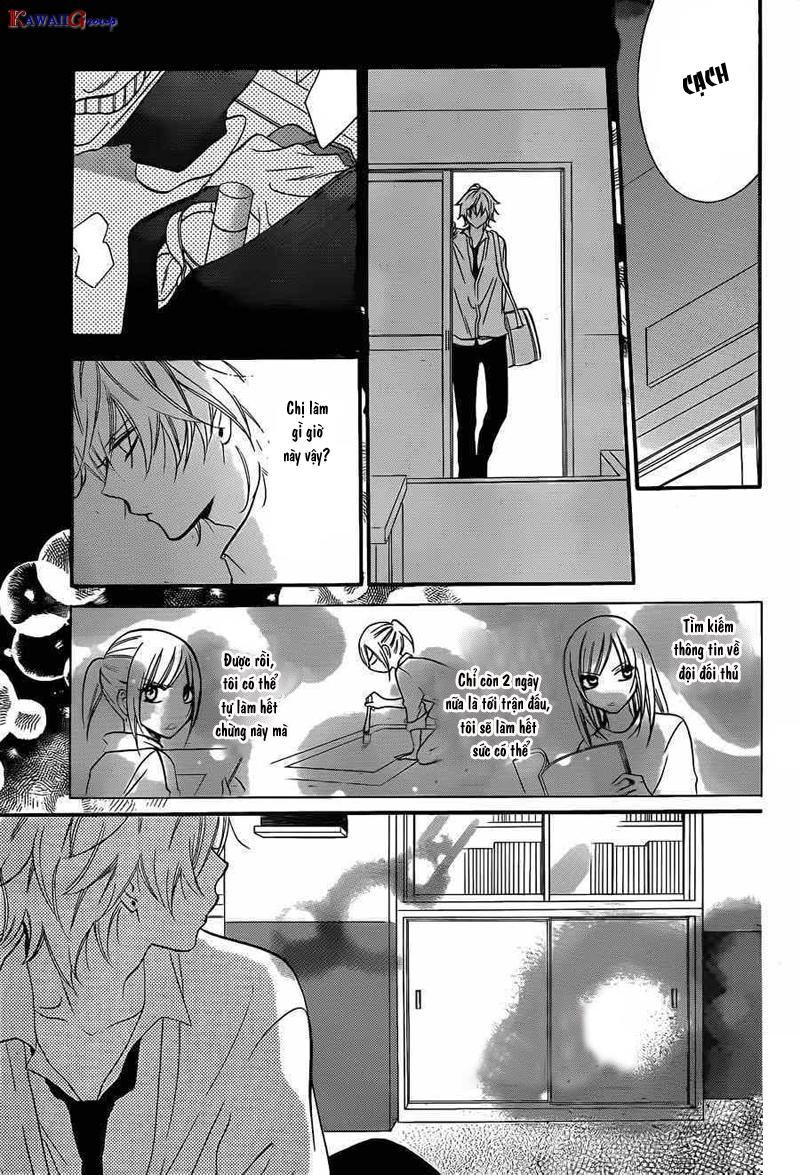 KAWAIIGroup
CẠCH
Chị làm
gì giờ
này vậy?
Tìm kiếm
thông tin về
đội đối thủ
Chỉ còn 2 ngày
nữa là tới trận đấu,
tôi sẽ làm hết
sức có thể
Được rồi,
tôi có thể
tự làm hết
chừng này mà